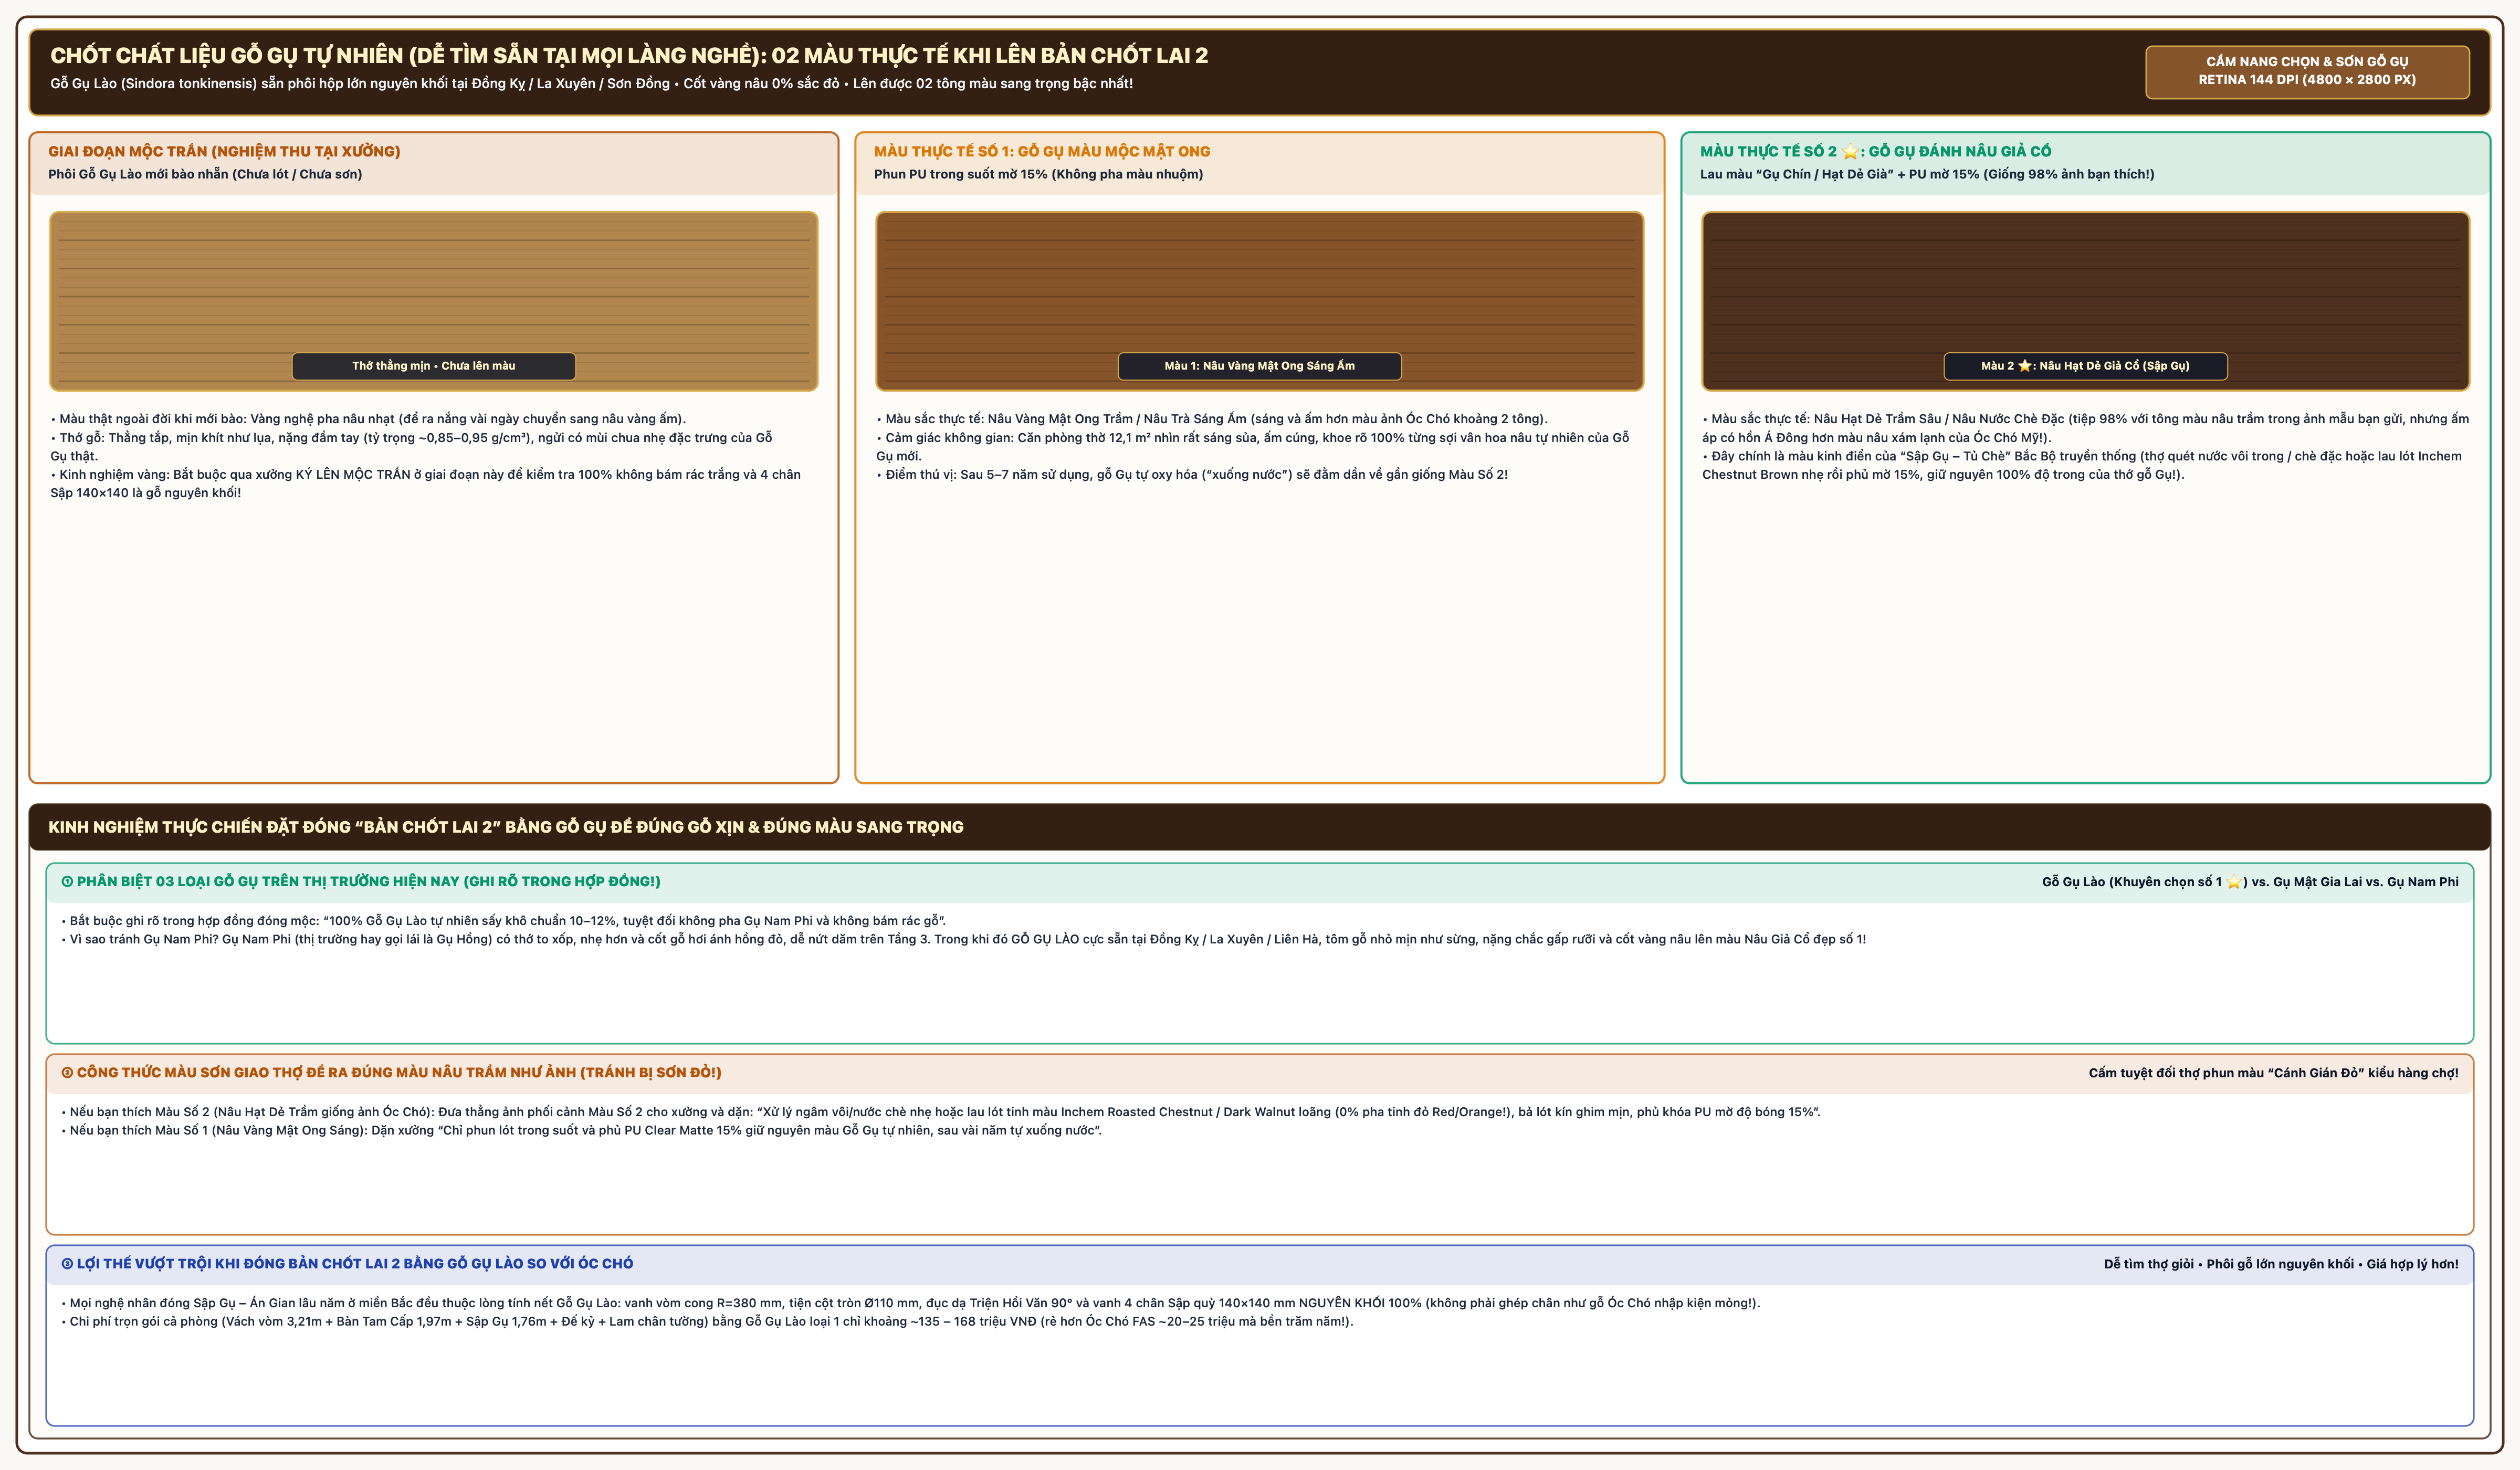 CHỐT CHẤT LIỆU GỖ GỤ TỰ NHIÊN (DỄ TÌM SẴN TẠI MỌI LÀNG NGHỀ): 02 MÀU THỰC TẾ KHI LÊN BẢN CHỐT LAI 2
Gỗ Gụ Lào (Sindora tonkinensis) sẵn phôi hộp lớn nguyên khối tại Đồng Kỵ / La Xuyên / Sơn Đồng • Cốt vàng nâu 0% sắc đỏ • Lên được 02 tông màu sang trọng bậc nhất!
CẨM NANG CHỌN & SƠN GỖ GỤ
RETINA 144 DPI (4800 × 2800 PX)
GIAI ĐOẠN MỘC TRẦN (NGHIỆM THU TẠI XƯỞNG)
Phôi Gỗ Gụ Lào mới bào nhẵn (Chưa lót / Chưa sơn)
Thớ thẳng mịn • Chưa lên màu
• Màu thật ngoài đời khi mới bào: Vàng nghệ pha nâu nhạt (để ra nắng vài ngày chuyển sang nâu vàng ấm).
• Thớ gỗ: Thẳng tắp, mịn khít như lụa, nặng đầm tay (tỷ trọng ~0,85–0,95 g/cm³), ngửi có mùi chua nhẹ đặc trưng của Gỗ
Gụ thật.
• Kinh nghiệm vàng: Bắt buộc qua xưởng KÝ LÊN MỘC TRẦN ở giai đoạn này để kiểm tra 100% không bám rác trắng và 4 chân
Sập 140×140 là gỗ nguyên khối!
MÀU THỰC TẾ SỐ 1: GỖ GỤ MÀU MỘC MẬT ONG
Phun PU trong suốt mờ 15% (Không pha màu nhuộm)
Màu 1: Nâu Vàng Mật Ong Sáng Ấm
• Màu sắc thực tế: Nâu Vàng Mật Ong Trầm / Nâu Trà Sáng Ấm (sáng và ấm hơn màu ảnh Óc Chó khoảng 2 tông).
• Cảm giác không gian: Căn phòng thờ 12,1 m² nhìn rất sáng sủa, ấm cúng, khoe rõ 100% từng sợi vân hoa nâu tự nhiên của Gỗ
Gụ mới.
• Điểm thú vị: Sau 5–7 năm sử dụng, gỗ Gụ tự oxy hóa (“xuống nước”) sẽ đằm dần về gần giống Màu Số 2!
MÀU THỰC TẾ SỐ 2 ⭐: GỖ GỤ ĐÁNH NÂU GIẢ CỔ
Lau màu “Gụ Chín / Hạt Dẻ Già” + PU mờ 15% (Giống 98% ảnh bạn thích!)
Màu 2 ⭐: Nâu Hạt Dẻ Giả Cổ (Sập Gụ)
• Màu sắc thực tế: Nâu Hạt Dẻ Trầm Sâu / Nâu Nước Chè Đặc (tiệp 98% với tông màu nâu trầm trong ảnh mẫu bạn gửi, nhưng ấm
áp có hồn Á Đông hơn màu nâu xám lạnh của Óc Chó Mỹ!).
• Đây chính là màu kinh điển của “Sập Gụ – Tủ Chè” Bắc Bộ truyền thống (thợ quét nước vôi trong / chè đặc hoặc lau lót Inchem
Chestnut Brown nhẹ rồi phủ mờ 15%, giữ nguyên 100% độ trong của thớ gỗ Gụ!).
KINH NGHIỆM THỰC CHIẾN ĐẶT ĐÓNG “BẢN CHỐT LAI 2” BẰNG GỖ GỤ ĐỂ ĐÚNG GỖ XỊN & ĐÚNG MÀU SANG TRỌNG
① PHÂN BIỆT 03 LOẠI GỖ GỤ TRÊN THỊ TRƯỜNG HIỆN NAY (GHI RÕ TRONG HỢP ĐỒNG!)
Gỗ Gụ Lào (Khuyên chọn số 1 ⭐) vs. Gụ Mật Gia Lai vs. Gụ Nam Phi
• Bắt buộc ghi rõ trong hợp đồng đóng mộc: “100% Gỗ Gụ Lào tự nhiên sấy khô chuẩn 10–12%, tuyệt đối không pha Gụ Nam Phi và không bám rác gỗ”.
• Vì sao tránh Gụ Nam Phi? Gụ Nam Phi (thị trường hay gọi lái là Gụ Hồng) có thớ to xốp, nhẹ hơn và cốt gỗ hơi ánh hồng đỏ, dễ nứt dăm trên Tầng 3. Trong khi đó GỖ GỤ LÀO cực sẵn tại Đồng Kỵ / La Xuyên / Liên Hà, tôm gỗ nhỏ mịn như sừng, nặng chắc gấp rưỡi và cốt vàng nâu lên màu Nâu Giả Cổ đẹp số 1!
② CÔNG THỨC MÀU SƠN GIAO THỢ ĐỂ RA ĐÚNG MÀU NÂU TRẦM NHƯ ẢNH (TRÁNH BỊ SƠN ĐỎ!)
Cấm tuyệt đối thợ phun màu “Cánh Gián Đỏ” kiểu hàng chợ!
• Nếu bạn thích Màu Số 2 (Nâu Hạt Dẻ Trầm giống ảnh Óc Chó): Đưa thẳng ảnh phối cảnh Màu Số 2 cho xưởng và dặn: “Xử lý ngâm vôi/nước chè nhẹ hoặc lau lót tinh màu Inchem Roasted Chestnut / Dark Walnut loãng (0% pha tinh đỏ Red/Orange!), bả lót kín ghim mịn, phủ khóa PU mờ độ bóng 15%”.
• Nếu bạn thích Màu Số 1 (Nâu Vàng Mật Ong Sáng): Dặn xưởng “Chỉ phun lót trong suốt và phủ PU Clear Matte 15% giữ nguyên màu Gỗ Gụ tự nhiên, sau vài năm tự xuống nước”.
③ LỢI THẾ VƯỢT TRỘI KHI ĐÓNG BẢN CHỐT LAI 2 BẰNG GỖ GỤ LÀO SO VỚI ÓC CHÓ
Dễ tìm thợ giỏi • Phôi gỗ lớn nguyên khối • Giá hợp lý hơn!
• Mọi nghệ nhân đóng Sập Gụ – Án Gian lâu năm ở miền Bắc đều thuộc lòng tính nết Gỗ Gụ Lào: vanh vòm cong R=380 mm, tiện cột tròn Ø110 mm, đục dạ Triện Hồi Văn 90° và vanh 4 chân Sập quỳ 140×140 mm NGUYÊN KHỐI 100% (không phải ghép chân như gỗ Óc Chó nhập kiện mỏng!).
• Chi phí trọn gói cả phòng (Vách vòm 3,21m + Bàn Tam Cấp 1,97m + Sập Gụ 1,76m + Đế kỷ + Lam chân tường) bằng Gỗ Gụ Lào loại 1 chỉ khoảng ~135 – 168 triệu VNĐ (rẻ hơn Óc Chó FAS ~20–25 triệu mà bền trăm năm!).